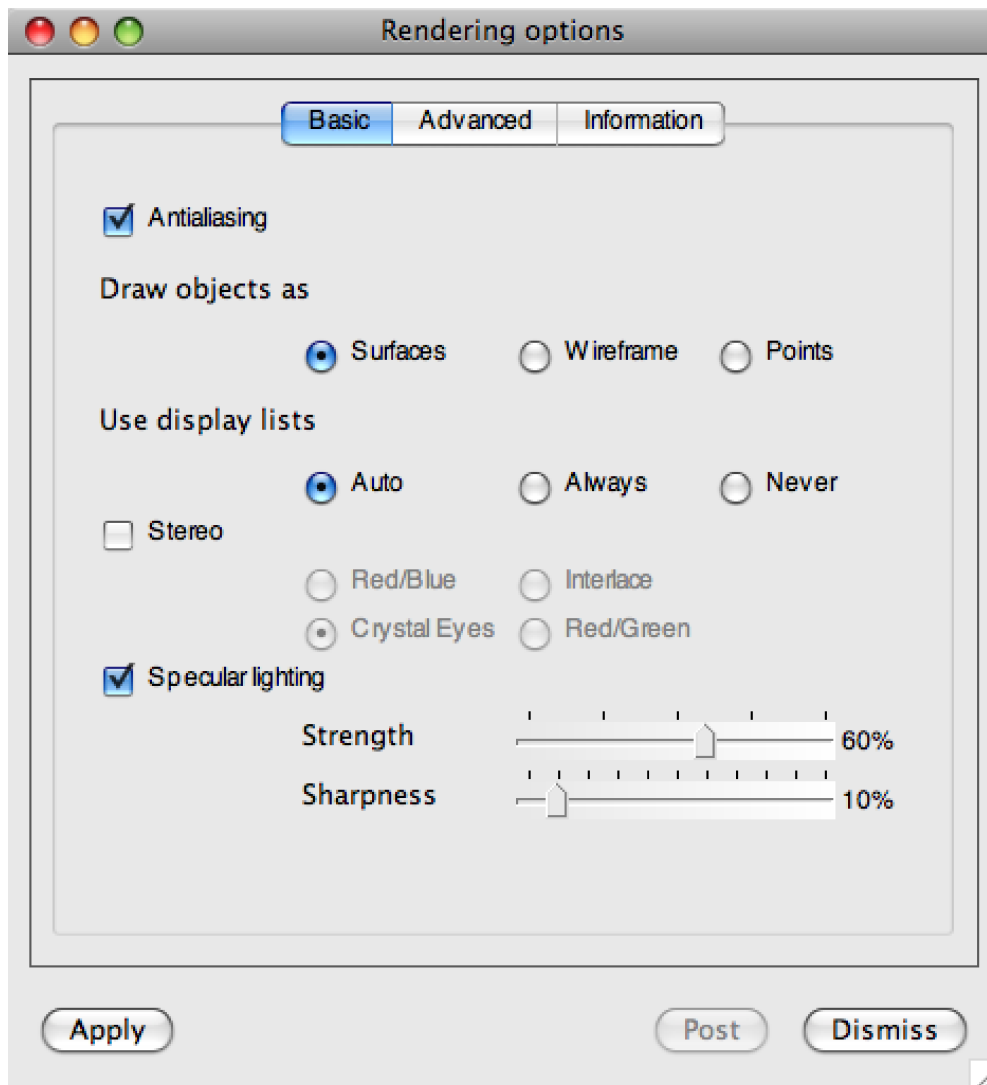 Rendering options
Basic Advanced Information
Antialiasing
Draw objects as
Surfaces Wireframe Points
Use display lists
Auto Always Never
Stereo
Red/Blue Interlace
Crystal Eyes Red/Green
Specular lighting
Strength 60%
Sharpness 10%
Apply Post Dismiss